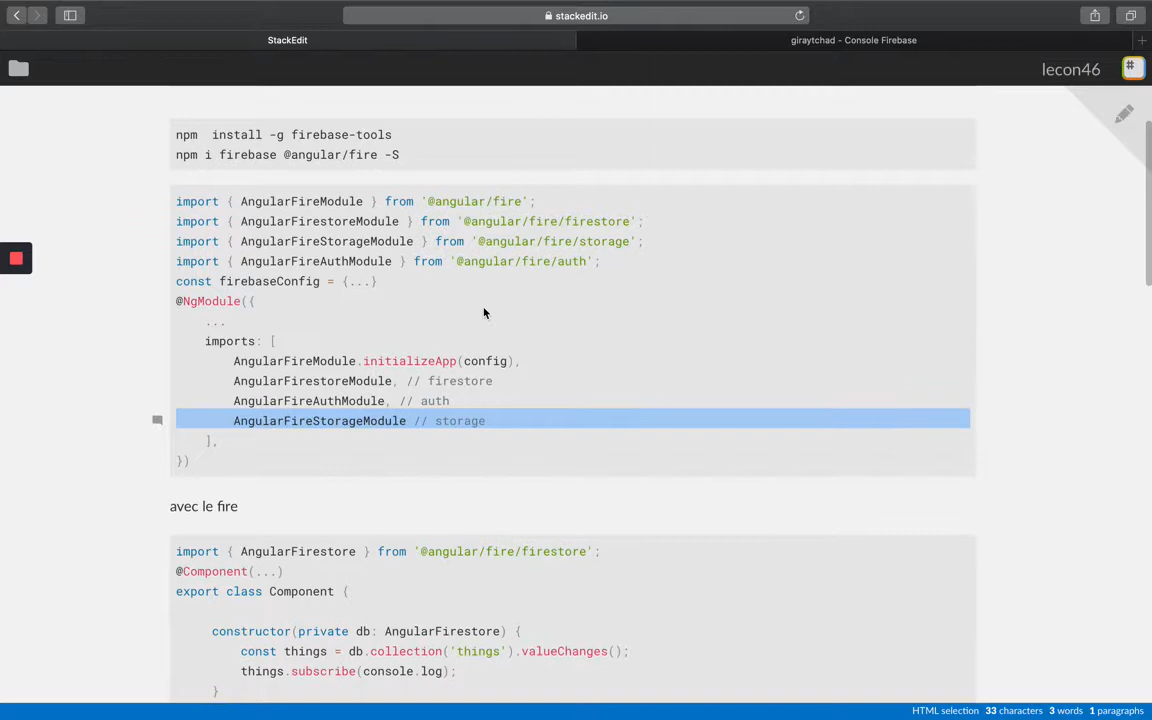 stackedit.io
StackEdit
giraytchad - Console Firebase
lecon46
#
npm  install -g firebase-tools
npm i firebase @angular/fire -S
import { AngularFireModule } from '@angular/fire';
import { AngularFirestoreModule } from '@angular/fire/firestore';
import { AngularFireStorageModule } from '@angular/fire/storage';
import { AngularFireAuthModule } from '@angular/fire/auth';
const firebaseConfig = {...}
@NgModule({
...
imports: [
AngularFireModule.initializeApp(config),
AngularFirestoreModule, // firestore
AngularFireAuthModule, // auth
AngularFireStorageModule // storage
],
})
avec le fire
import { AngularFirestore } from '@angular/fire/firestore';
@Component(...)
export class Component {
constructor(private db: AngularFirestore) {
const things = db.collection('things').valueChanges();
things.subscribe(console.log);
}
HTML selection 33 characters 3 words 1 paragraphs